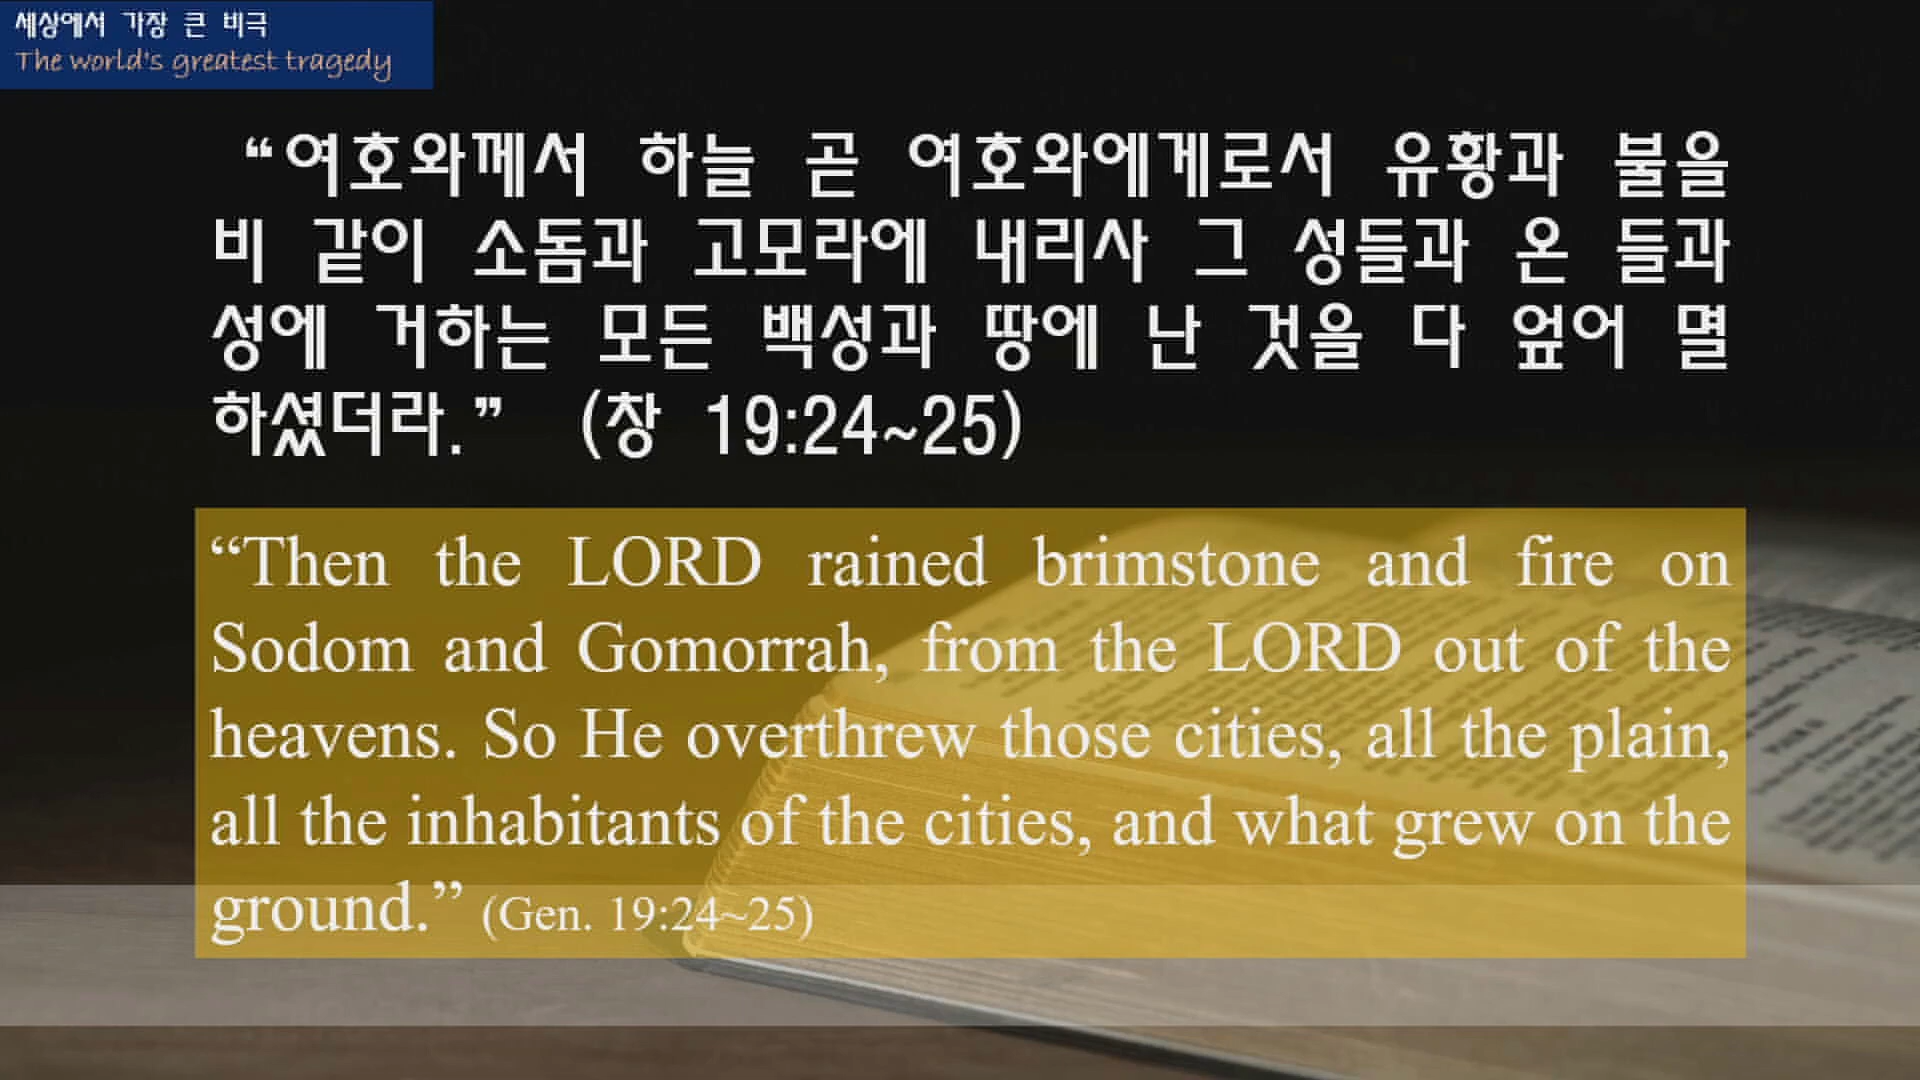 세상에서 가장 큰 비극
The world's greatest tragedy
“여호와께서 하늘 곧 여호와에게로서 유황과 불을
비 같이 소돔과 고모라에 내리사 그 성들과 온 들과
성에 거하는 모든 백성과 땅에 난 것을 다 엎어 멸
하셨더라.” (창 19:24~25)
“Then the LORD rained brimstone and fire on
Sodom and Gomorrah, from the LORD out of the
heavens. So He overthrew those cities, all the plain,
all the inhabitants of the cities, and what grew on the
ground.” (Gen. 19:24~25)